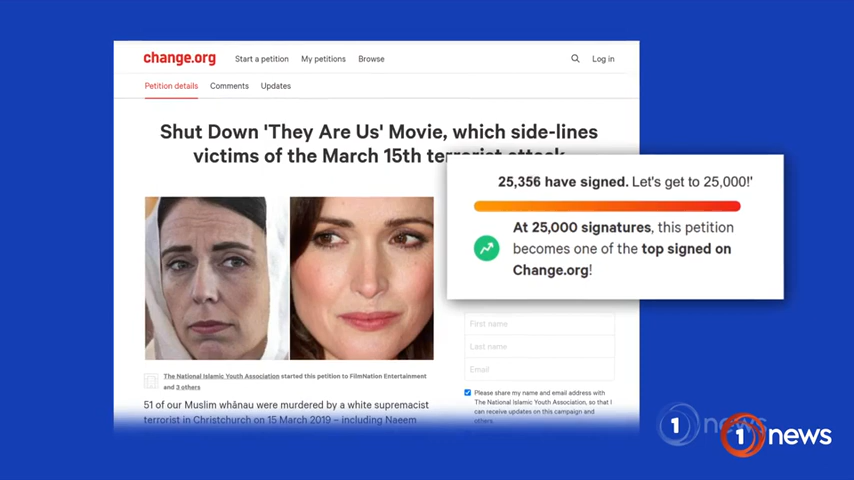 change.org Start a petition My petitions Browse Log in
Petition details Comments Updates
Shut Down 'They Are Us' Movie, which side-lines
victims of the March 15th terrorist attack
25,356 have signed. Let's get to 25,000!'
At 25,000 signatures, this petition
becomes one of the top signed on
Change.org!
The National Islamic Youth Association started this petition to FilmNation Entertainment
and 3 others
51 of our Muslim whānau were murdered by a white supremacist
terrorist in Christchurch on 15 March 2019 – including Naeem
First name
Last name
Email
Please share my name and email address with
The National Islamic Youth Association, so that I
can receive updates on this campaign and
others.
1 news
1 news